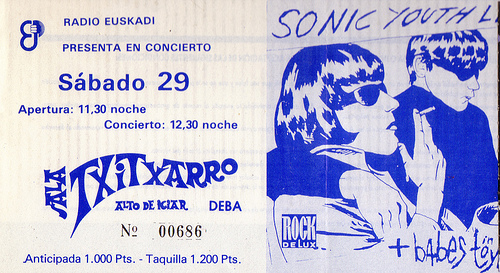 RADIO EUSKADI
PRESENTA EN CONCIERTO
Sábado 29
Apertura: 11,30 noche
Concierto: 12,30 noche
SALA
TXiTXARRO
ALTO DE ICIAR DEBA
Nº 00686
Anticipada 1.000 Pts. - Taquilla 1.200 Pts.
SONIC YOUTH L
ROCK
DE LUX
+ bAbES töy